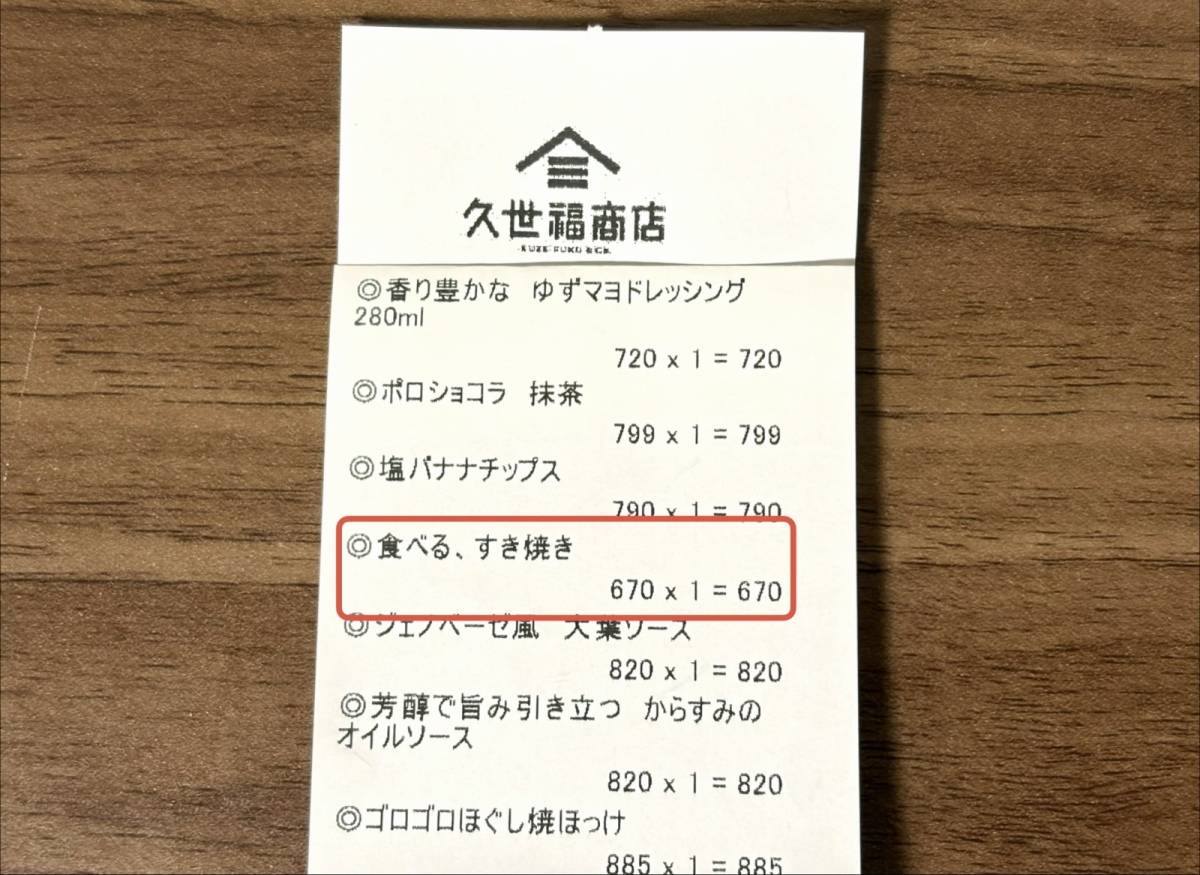 久世福商店
KUZE FUKU & CO.
◎香り豊かな ゆずマヨドレッシング
280ml
720 x 1 = 720
◎ポロショコラ 抹茶
799 x 1 = 799
◎塩バナナチップス
790 x 1 = 790
◎食べる、すき焼き
670 x 1 = 670
◎ジェノベーゼ風 大葉ソース
820 x 1 = 820
◎芳醇で旨み引き立つ からすみの
オイルソース
820 x 1 = 820
◎ゴロゴロほぐし焼ほっけ
885 x 1 = 885